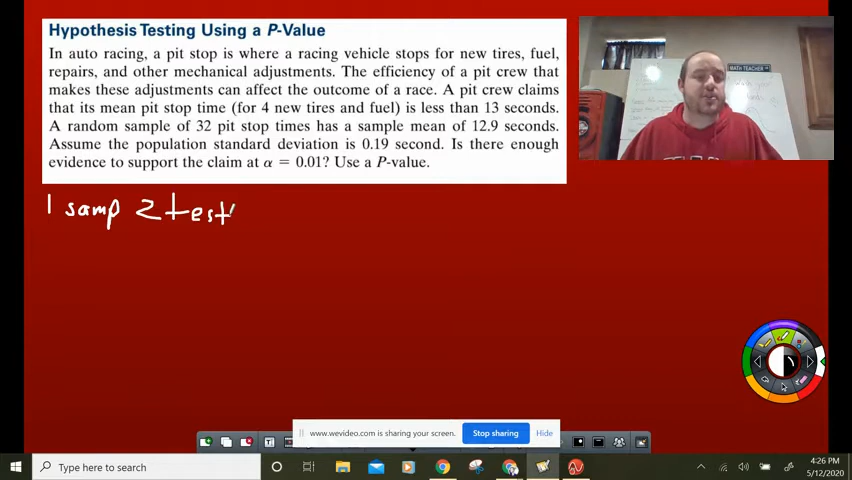 Hypothesis Testing Using a P-Value
In auto racing, a pit stop is where a racing vehicle stops for new tires, fuel,
repairs, and other mechanical adjustments. The efficiency of a pit crew that
makes these adjustments can affect the outcome of a race. A pit crew claims
that its mean pit stop time (for 4 new tires and fuel) is less than 13 seconds.
A random sample of 32 pit stop times has a sample mean of 12.9 seconds.
Assume the population standard deviation is 0.19 second. Is there enough
evidence to support the claim at α = 0.01? Use a P-value.
MATH TEACHER
1 samp z test
www.wevideo.com is sharing your screen.
Stop sharing
Hide
Type here to search
4:26 PM
5/12/2020